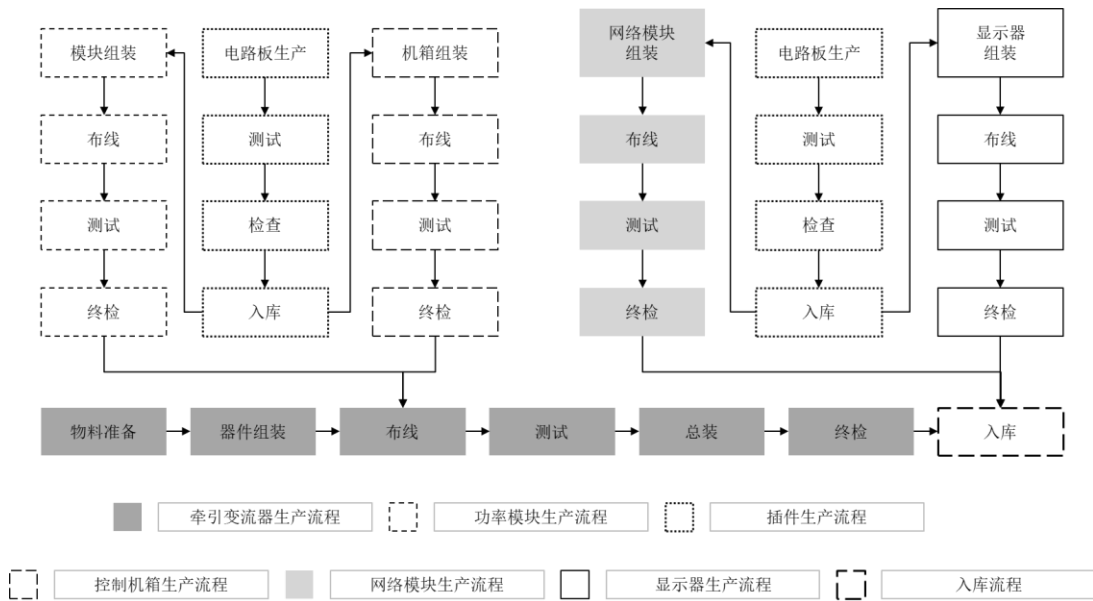 模块组装
电路板生产
机箱组装
网络模块
组装
电路板生产
显示器
组装
布线
测试
布线
布线
测试
布线
测试
检查
测试
测试
检查
测试
终检
入库
终检
终检
入库
终检
物料准备
器件组装
布线
测试
总装
终检
入库
牵引变流器生产流程
功率模块生产流程
插件生产流程
控制机箱生产流程
网络模块生产流程
显示器生产流程
入库流程